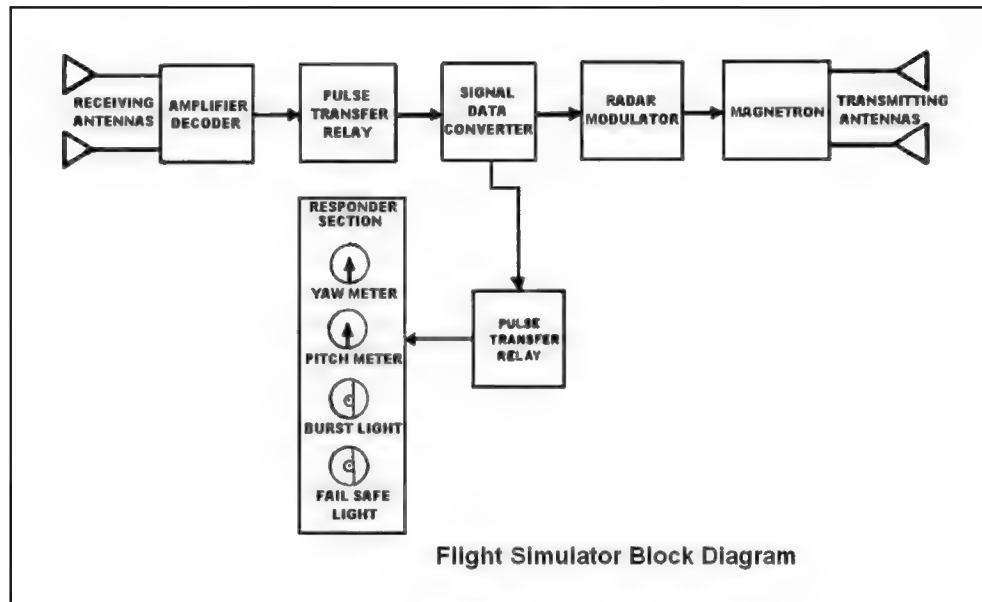 RECEIVING
ANTENNAS
AMPLIFIER
DECODER
PULSE
TRANSFER
RELAY
SIGNAL
DATA
CONVERTER
RADAR
MODULATOR
MAGNETRON
TRANSMITTING
ANTENNAS
RESPONDER
SECTION
YAW METER
PITCH METER
BURST LIGHT
FAIL SAFE
LIGHT
PULSE
TRANSFER
RELAY
Flight Simulator Block Diagram